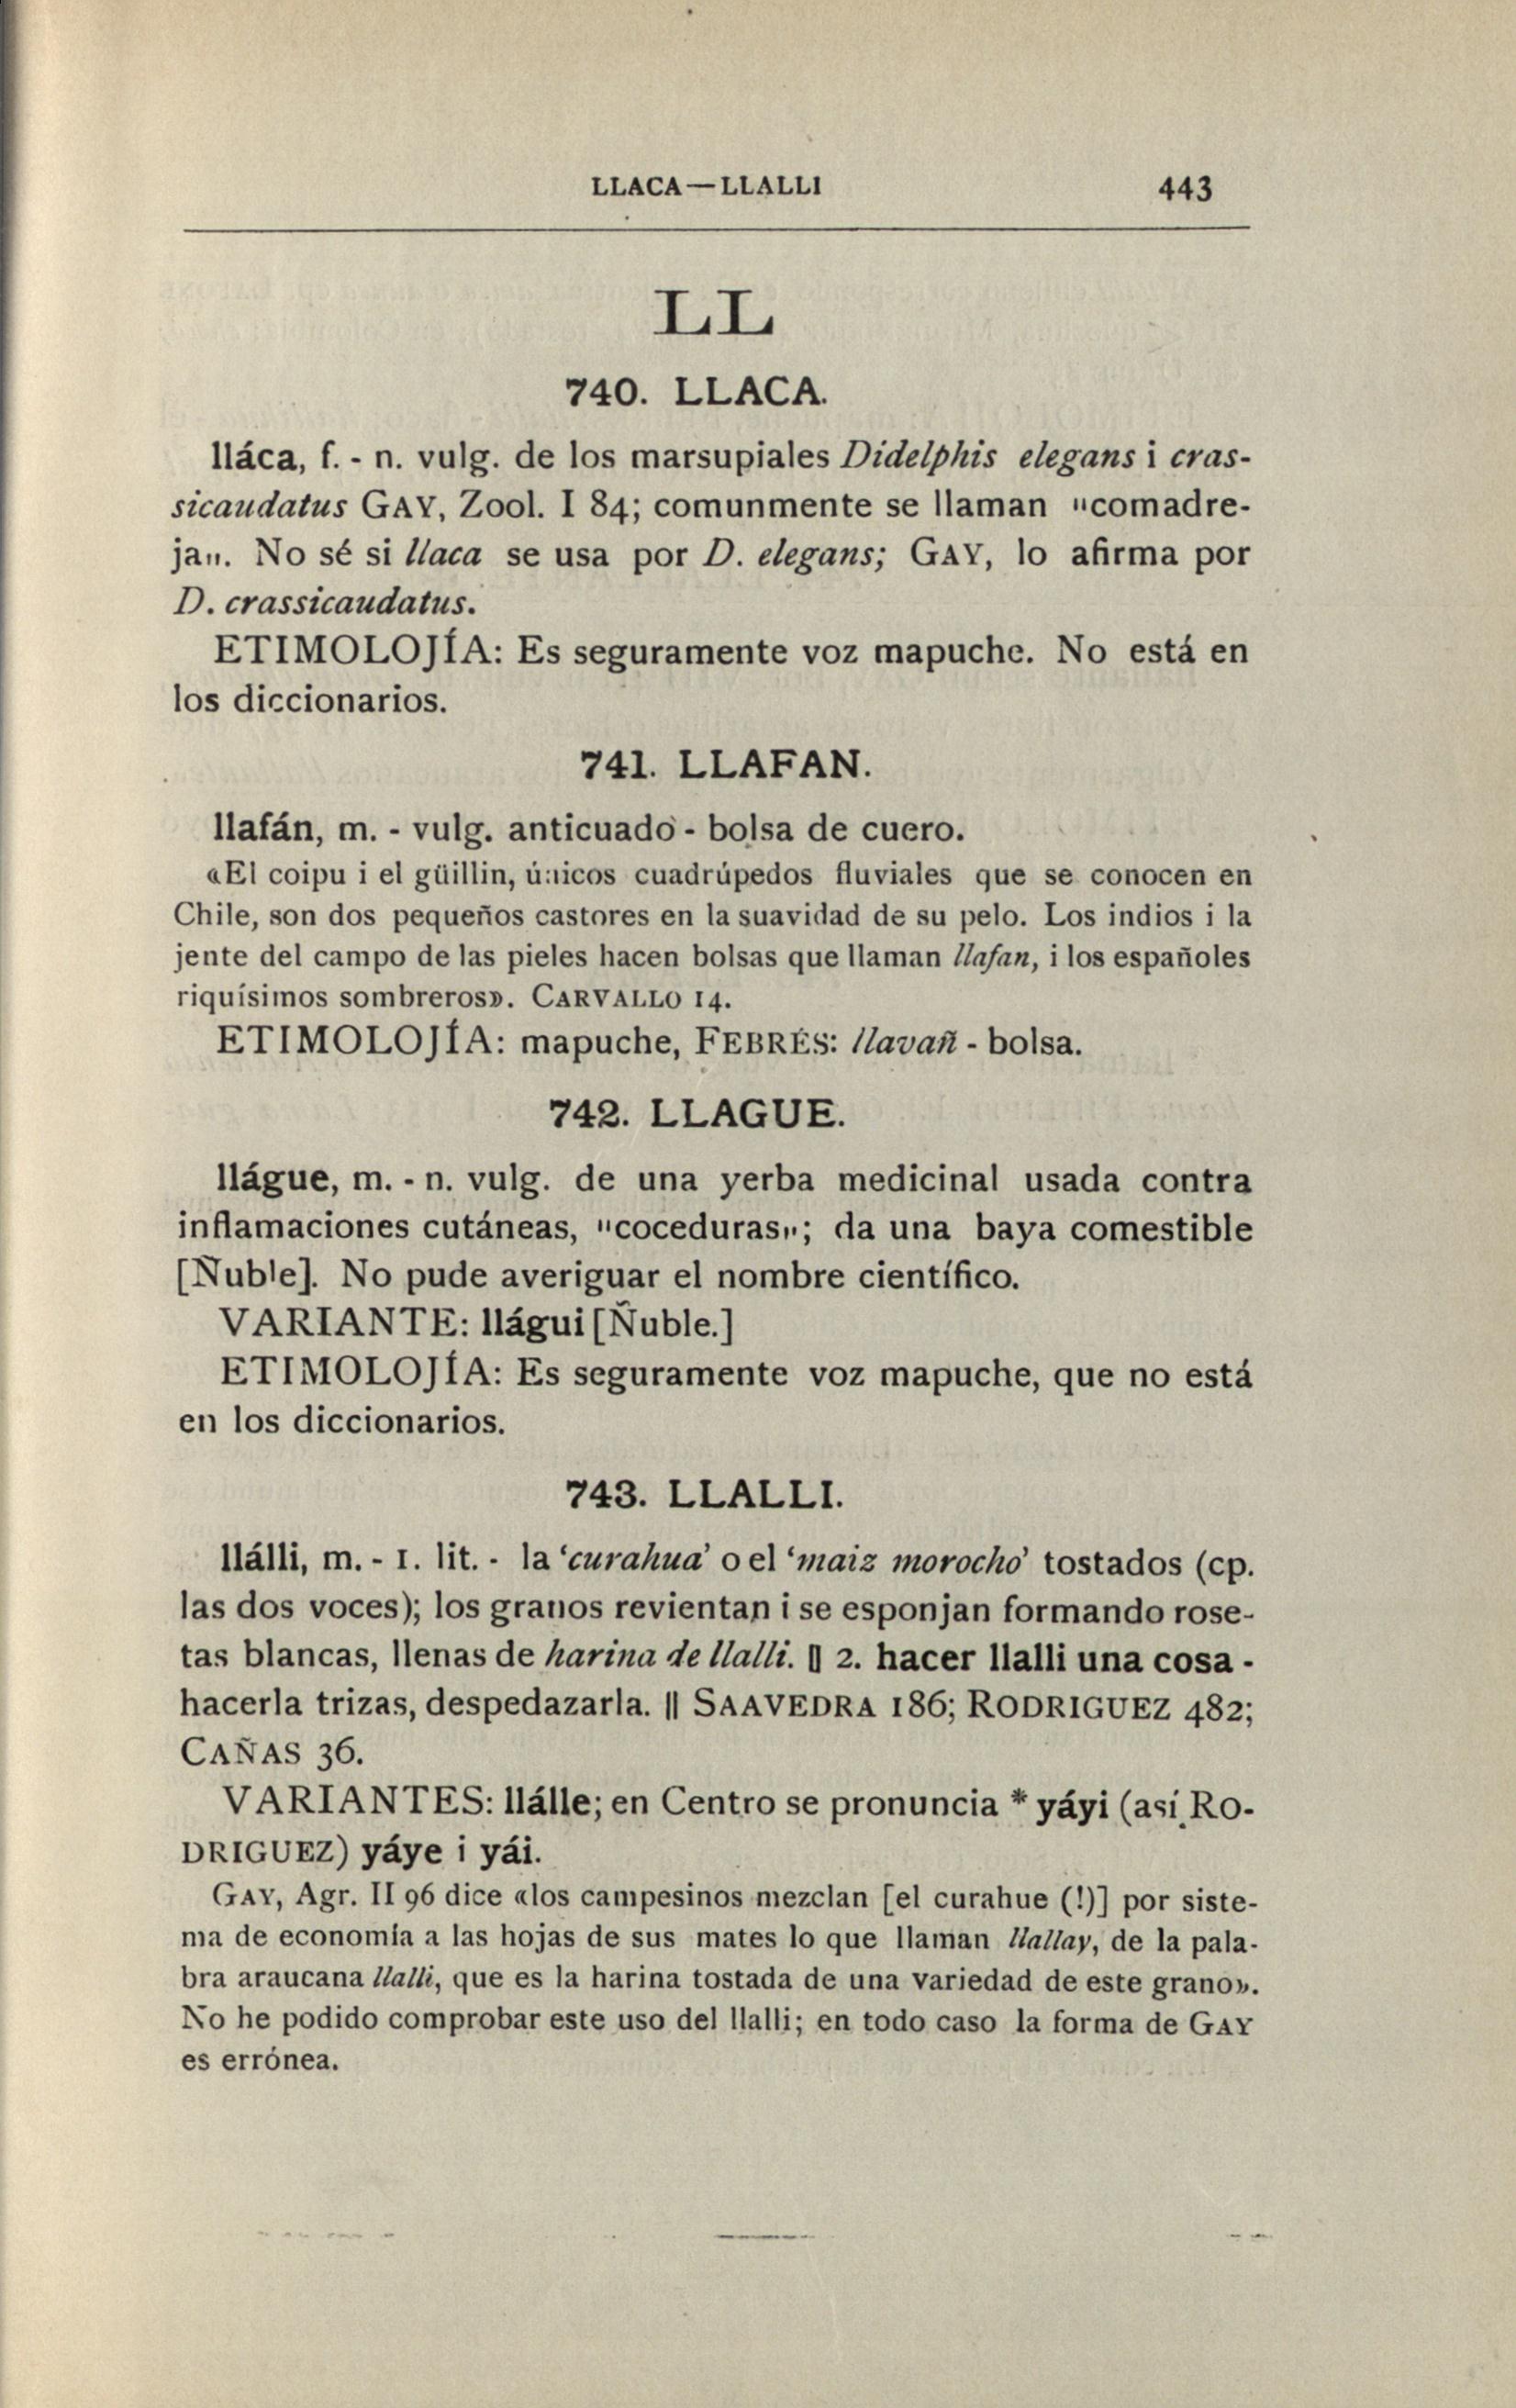 LLACA—LLALLI 443
LL
740. LLACA.
lláca, f. - n. vulg. de los marsupiales Didelphis elegans i cras-
sicaudatus GAY, Zool. I 84; comunmente se llaman "comadre-
ja". No sé si llaca se usa por D. elegans; GAY, lo afirma por
D. crassicaudatus.
ETIMOLOJÍA: Es seguramente voz mapuche. No está en
los diccionarios.
741. LLAFAN.
llafán, m. - vulg. anticuado - bolsa de cuero.
«El coipu i el güillin, únicos cuadrúpedos fluviales que se conocen en
Chile, son dos pequeños castores en la suavidad de su pelo. Los indios i la
jente del campo de las pieles hacen bolsas que llaman llafan, i los españoles
riquísimos sombreros». CARVALLO 14.
ETIMOLOJÍA: mapuche, FEBRÉS: llavañ - bolsa.
742. LLAGUE.
llágue, m. - n. vulg. de una yerba medicinal usada contra
inflamaciones cutáneas, "coceduras"; da una baya comestible
[Ñuble]. No pude averiguar el nombre científico.
VARIANTE: llágui [Ñuble.]
ETIMOLOJÍA: Es seguramente voz mapuche, que no está
en los diccionarios.
743. LLALLI.
llálli, m. - 1. lit. - la ‘curahua’ o el ‘maiz morocho’ tostados (cp.
las dos voces); los granos revientan i se esponjan formando rose-
tas blancas, llenas de harina de llalli. || 2. hacer llalli una cosa -
hacerla trizas, despedazarla. || SAAVEDRA 186; RODRIGUEZ 482;
CAÑAS 36.
VARIANTES: llálle; en Centro se pronuncia * yáyi (así RO-
DRIGUEZ) yáye i yái.
GAY, Agr. II 96 dice «los campesinos mezclan [el curahue (!)] por siste-
ma de economía a las hojas de sus mates lo que llaman llallay, de la pala-
bra araucana llalli, que es la harina tostada de una variedad de este grano».
No he podido comprobar este uso del llalli; en todo caso la forma de GAY
es errónea.